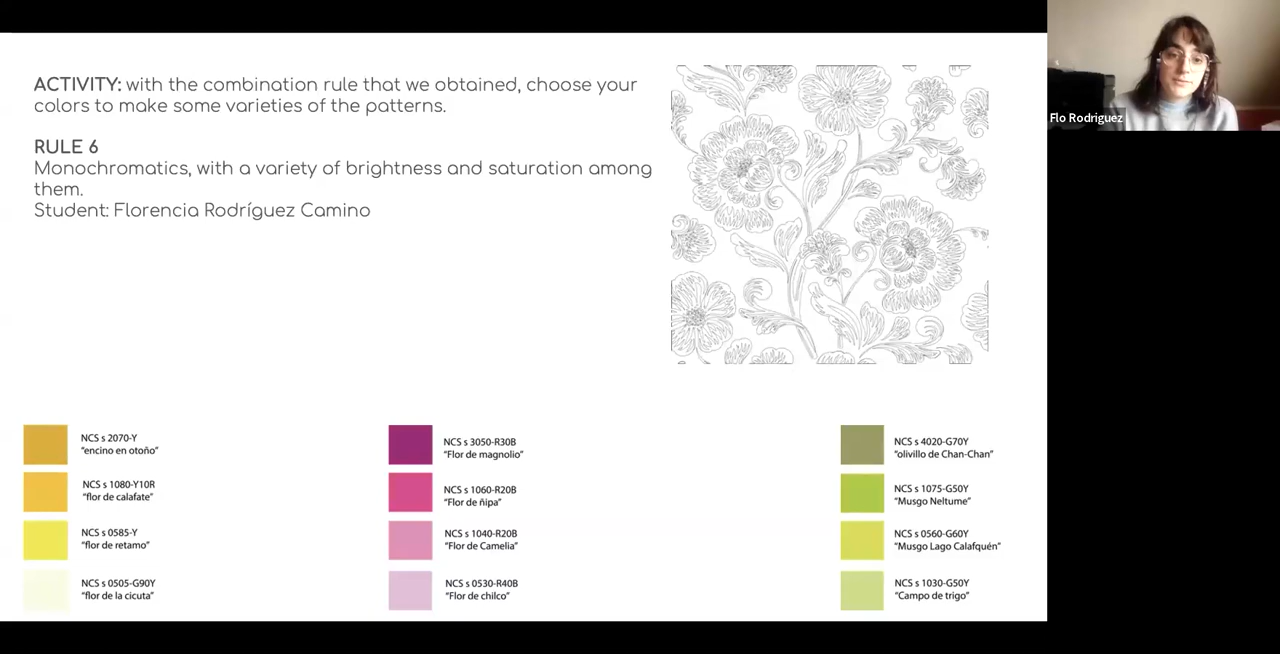 ACTIVITY: with the combination rule that we obtained, choose your
colors to make some varieties of the patterns.
RULE 6
Monochromatics, with a variety of brightness and saturation among
them.
Student: Florencia Rodríguez Camino
Flo Rodriguez
NCS s 2070-Y
“encino en otoño”
NCS s 1080-Y10R
“flor de calafate”
NCS s 0585-Y
“flor de retamo”
NCS s 0505-G90Y
“flor de la cicuta”
NCS s 3050-R30B
“Flor de magnolio”
NCS s 1060-R20B
“Flor de ñipa”
NCS s 1040-R20B
“Flor de Camelia”
NCS s 0530-R40B
“Flor de chilco”
NCS s 4020-G70Y
“olivillo de Chan-Chan”
NCS s 1075-G50Y
“Musgo Neltume”
NCS s 0560-G60Y
“Musgo Lago Calafquén”
NCS s 1030-G50Y
“Campo de trigo”